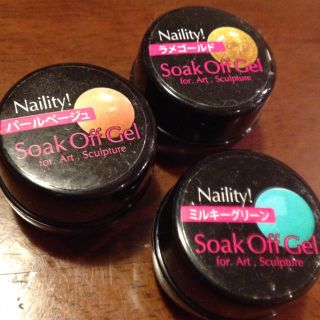 Naility!
ラメゴールド
Soak Off Gel
for. Art , Sculpture
Naility!
パールベージュ
Soak Off Gel
for. Art , Sculpture
Naility!
ミルキーグリーン
Soak Off Gel
for. Art , Sculpture